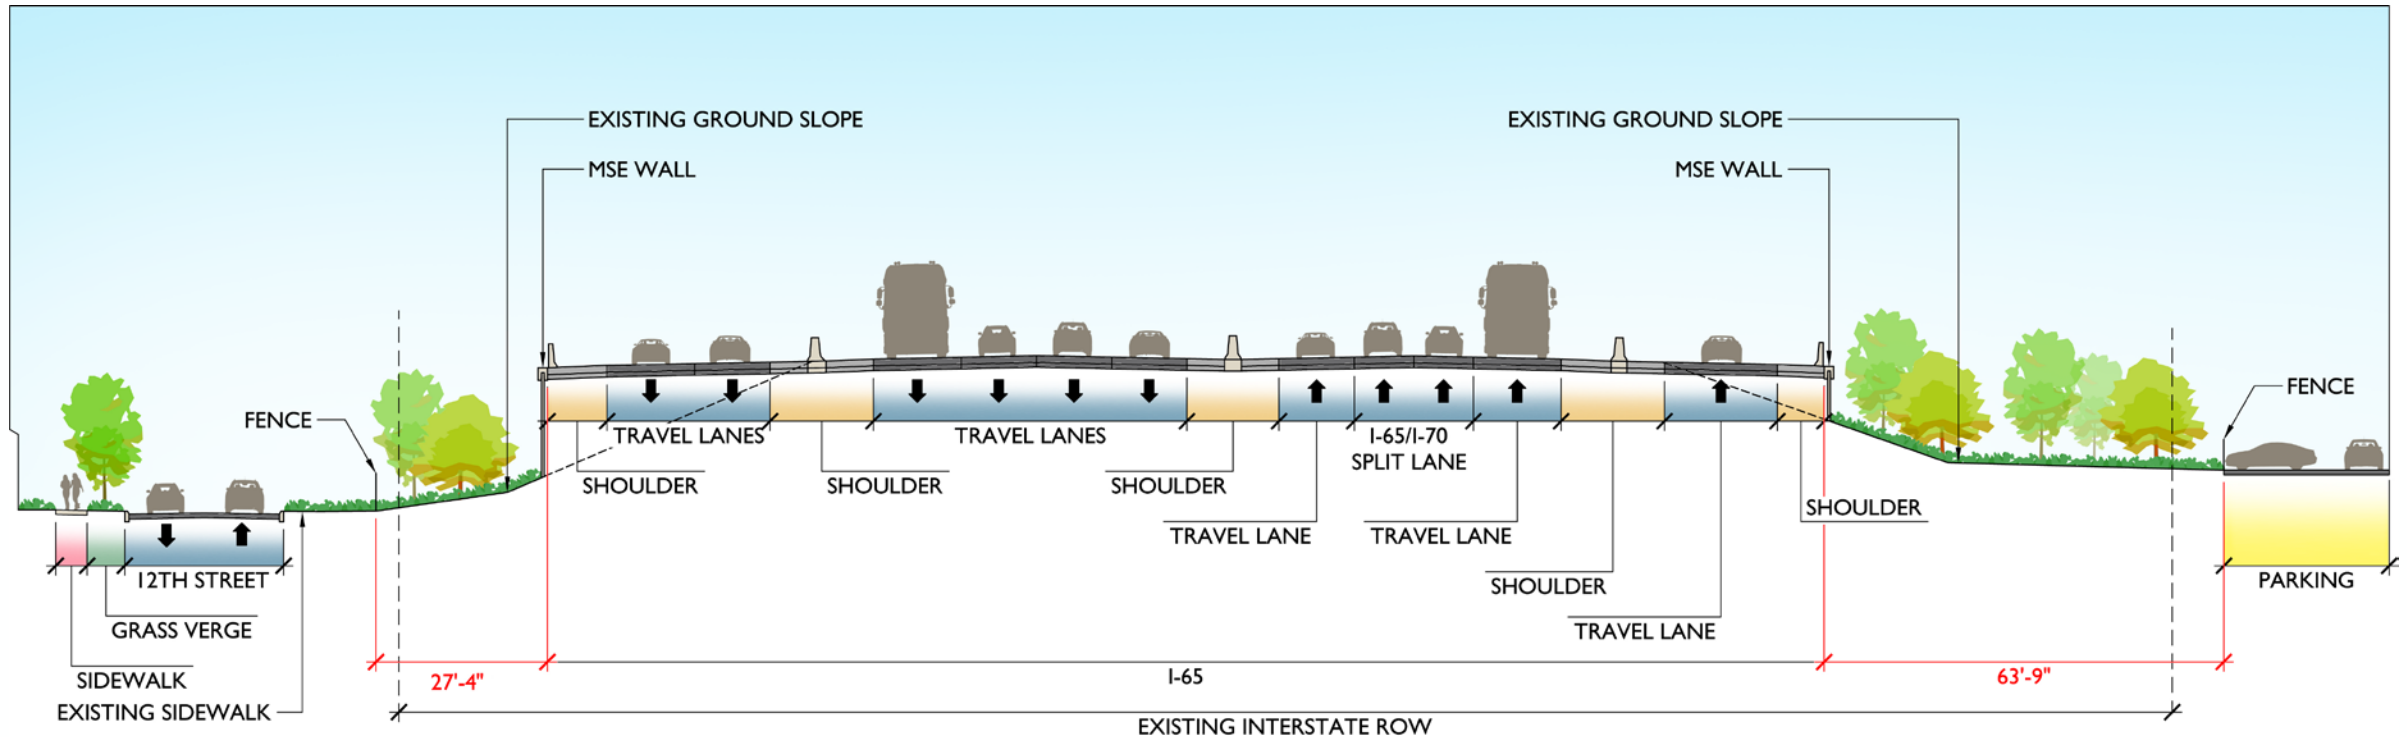 EXISTING GROUND SLOPE
EXISTING GROUND SLOPE
MSE WALL
MSE WALL
FENCE
FENCE
TRAVEL LANES
TRAVEL LANES
I-65/I-70
SPLIT LANE
SHOULDER
SHOULDER
SHOULDER
SHOULDER
TRAVEL LANE
TRAVEL LANE
12TH STREET
SHOULDER
PARKING
GRASS VERGE
TRAVEL LANE
SIDEWALK
27'-4"
I-65
63'-9"
EXISTING SIDEWALK
EXISTING INTERSTATE ROW